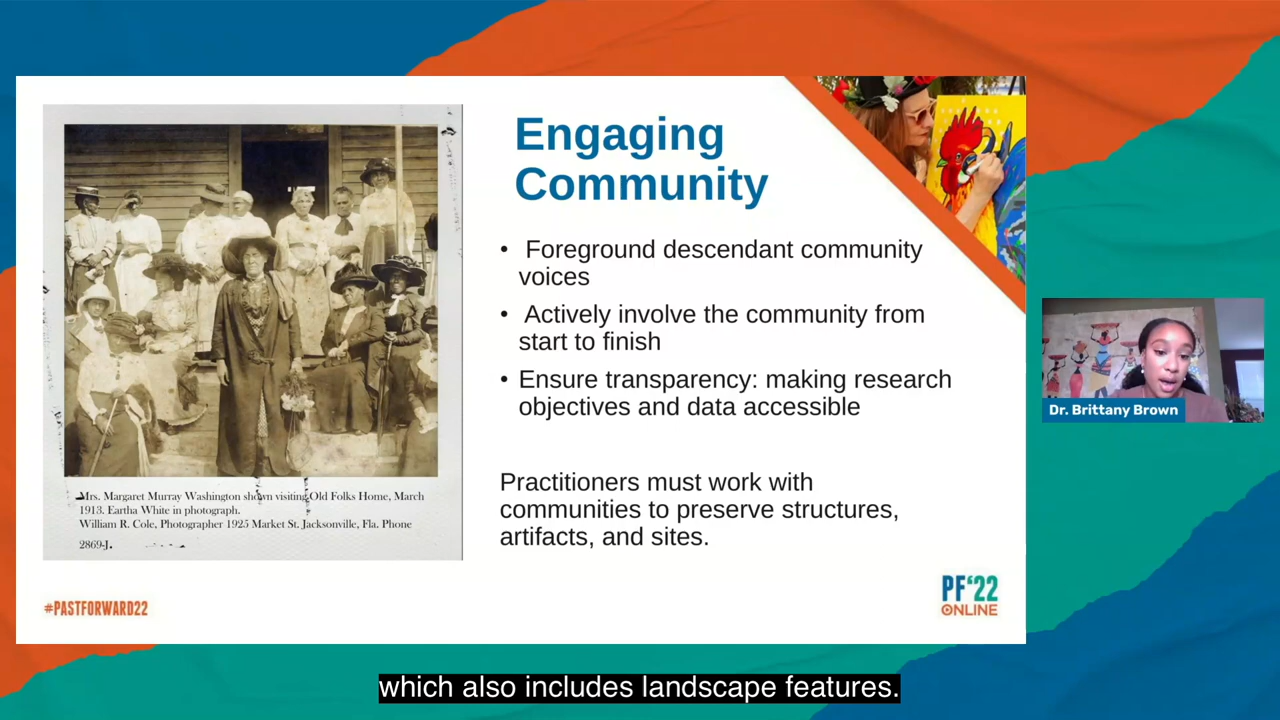 Engaging
Community
• Foreground descendant community
voices
• Actively involve the community from
start to finish
• Ensure transparency: making research
objectives and data accessible
Practitioners must work with
communities to preserve structures,
artifacts, and sites.
Mrs. Margaret Murray Washington shown visiting Old Folks Home, March
1913. Eartha White in photograph.
William R. Cole, Photographer 1925 Market St. Jacksonville, Fla. Phone
2869-J.
#PASTFORWARD22
PF‘22
ONLINE
Dr. Brittany Brown
which also includes landscape features.